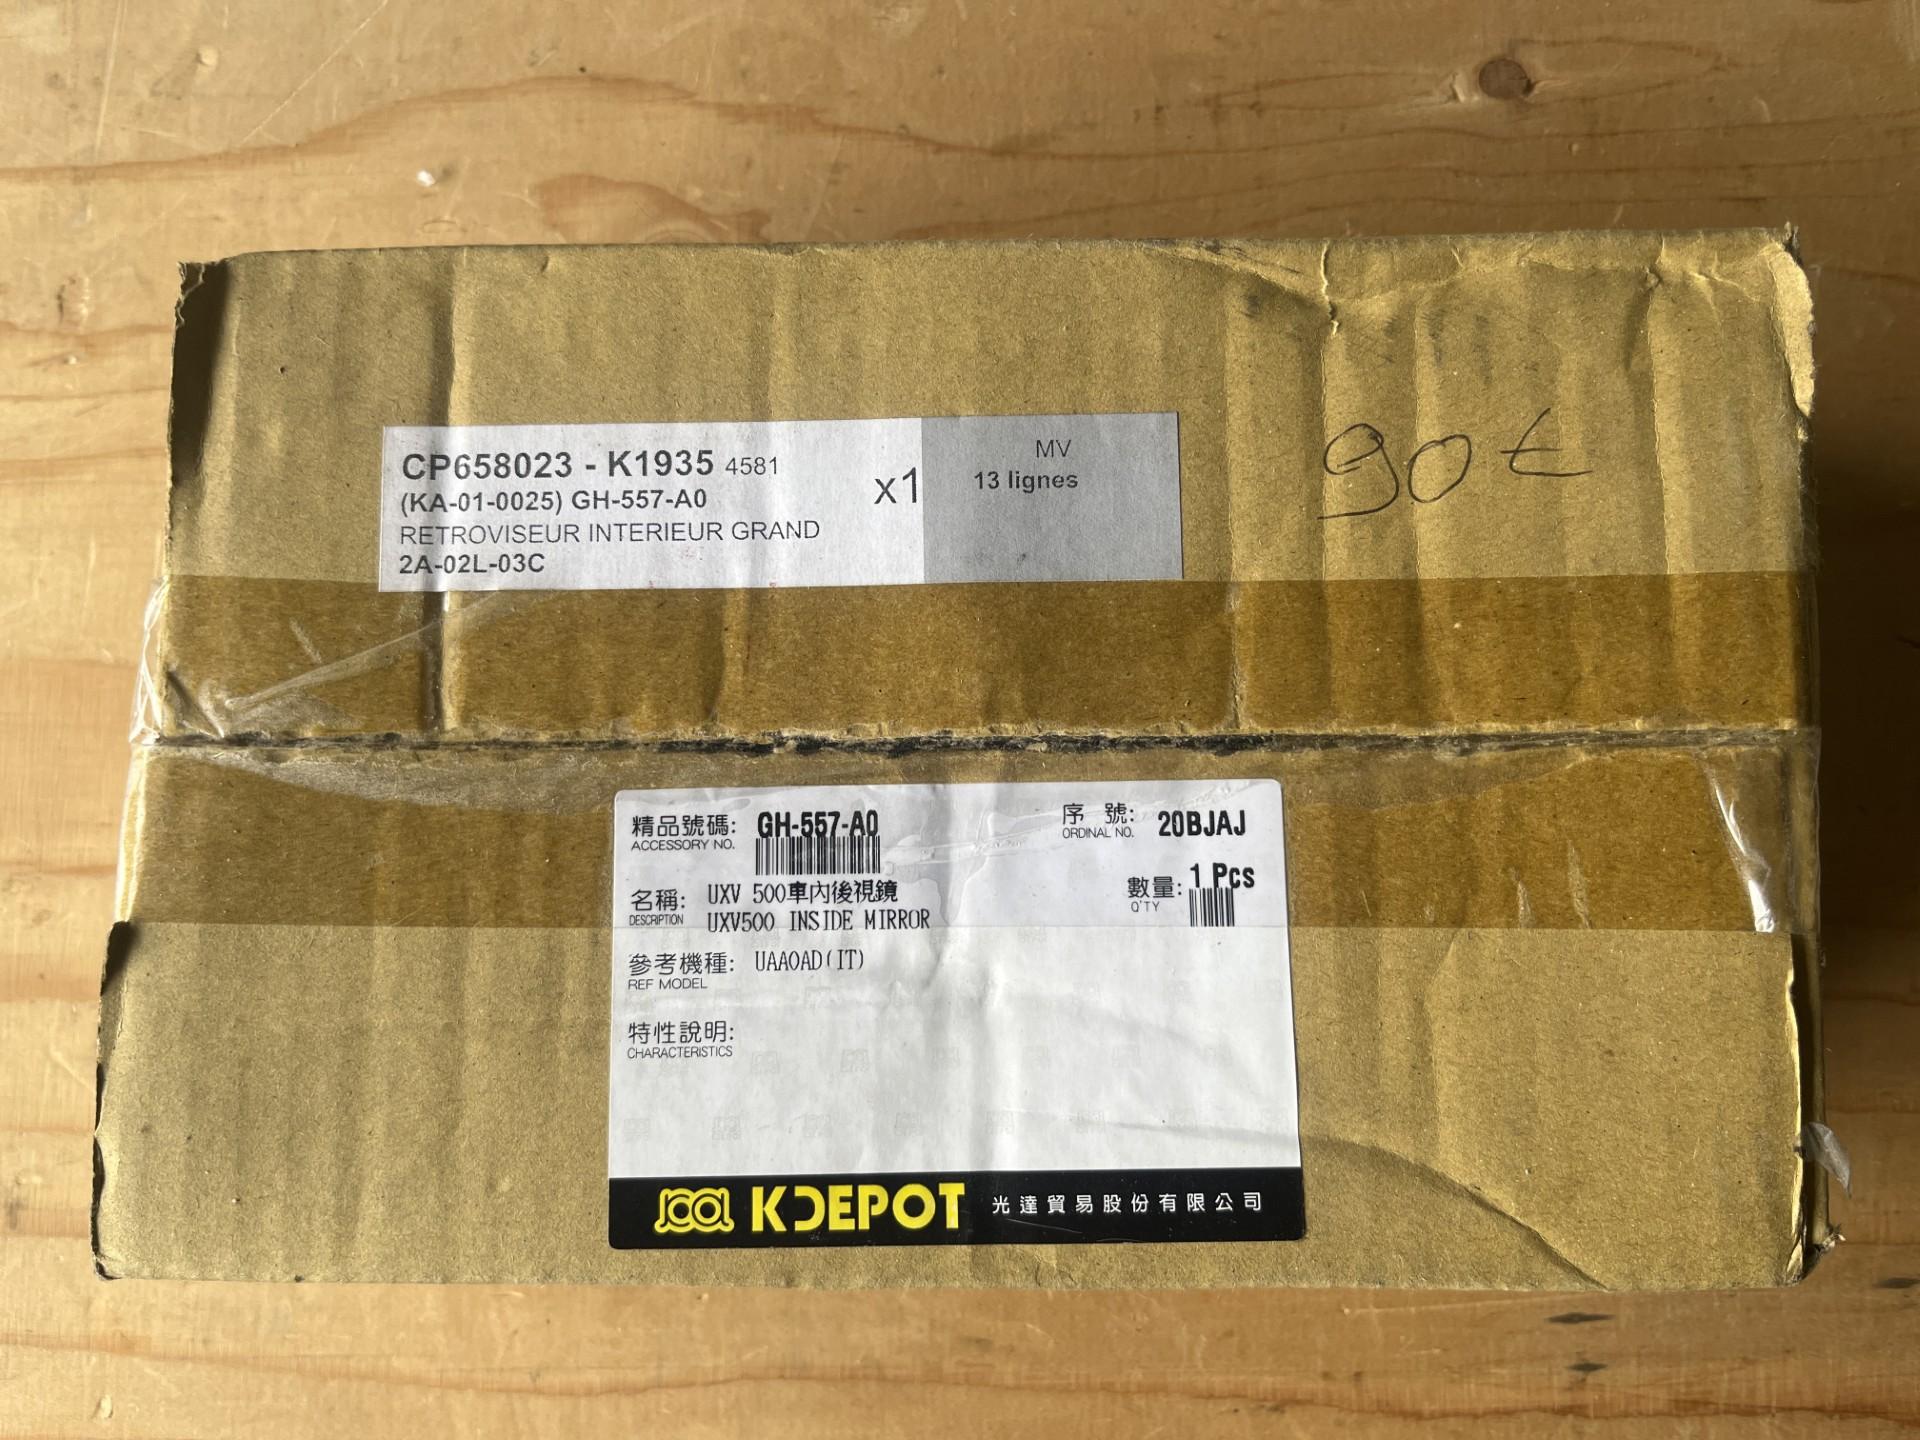 CP658023 - K1935 4581
(KA-01-0025) GH-557-A0
RETROVISEUR INTERIEUR GRAND
2A-02L-03C
x1
MV
13 lignes
90€
精品號碼: GH-557-A0
ACCESSORY NO.
序 號: 20BJAJ
ORDINAL NO.
名稱: UXV 500車內後視鏡
DESCRIPTION UXV500 INSIDE MIRROR
數量: 1 Pcs
Q'TY
參考機種: UAA0AD(IT)
REF MODEL
特性說明:
CHARACTERISTICS
KDEPOT 光達貿易股份有限公司